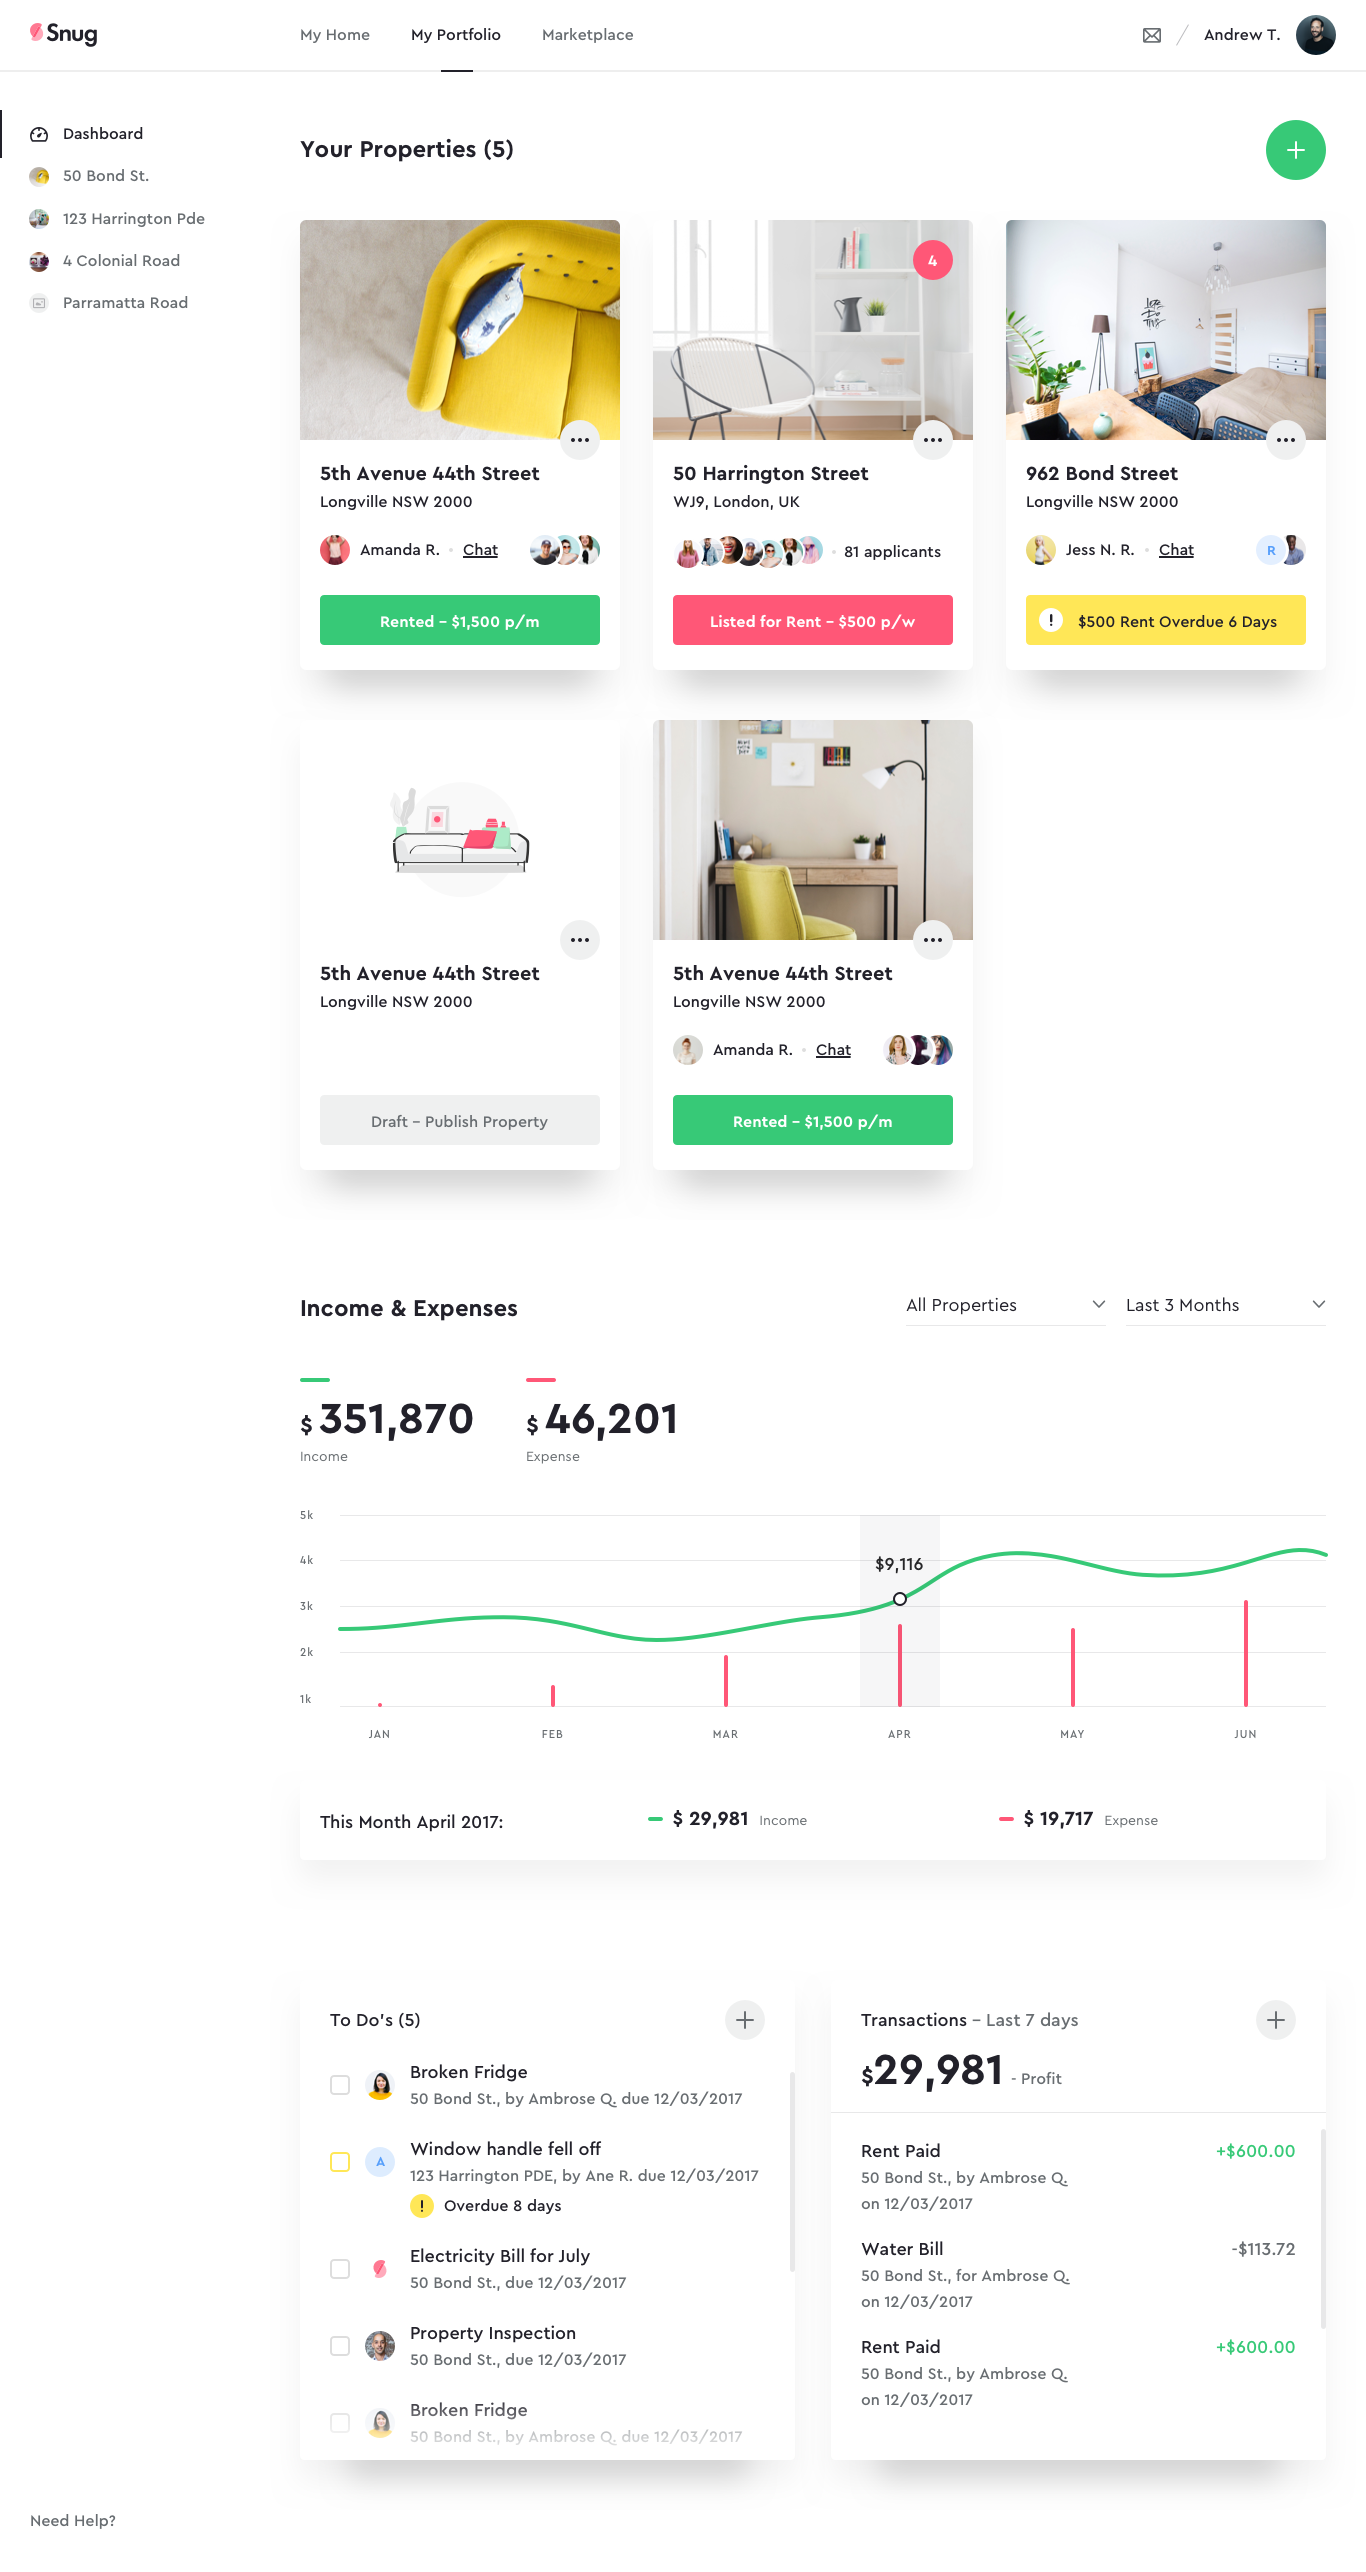 Snug
My Home
My Portfolio
Marketplace
Andrew T.
Dashboard
50 Bond St.
123 Harrington Pde
4 Colonial Road
Parramatta Road
Your Properties (5)
4
5th Avenue 44th Street
Longville NSW 2000
Amanda R.
Chat
Rented – $1,500 p/m
50 Harrington Street
WJ9, London, UK
81 applicants
Listed for Rent – $500 p/w
962 Bond Street
Longville NSW 2000
Jess N. R.
Chat
R
! $500 Rent Overdue 6 Days
5th Avenue 44th Street
Longville NSW 2000
Draft – Publish Property
5th Avenue 44th Street
Longville NSW 2000
Amanda R.
Chat
Rented – $1,500 p/m
Income & Expenses
All Properties
Last 3 Months
$ 351,870
Income
$ 46,201
Expense
5k
4k
3k
2k
1k
$9,116
JAN
FEB
MAR
APR
MAY
JUN
This Month April 2017:
$ 29,981 Income
$ 19,717 Expense
To Do's (5)
Broken Fridge
50 Bond St., by Ambrose Q. due 12/03/2017
A
Window handle fell off
123 Harrington PDE, by Ane R. due 12/03/2017
! Overdue 8 days
Electricity Bill for July
50 Bond St., due 12/03/2017
Property Inspection
50 Bond St., due 12/03/2017
Broken Fridge
50 Bond St., by Ambrose Q. due 12/03/2017
Transactions – Last 7 days
$29,981 - Profit
Rent Paid
+$600.00
50 Bond St., by Ambrose Q.
on 12/03/2017
Water Bill
-$113.72
50 Bond St., for Ambrose Q.
on 12/03/2017
Rent Paid
+$600.00
50 Bond St., by Ambrose Q.
on 12/03/2017
Need Help?